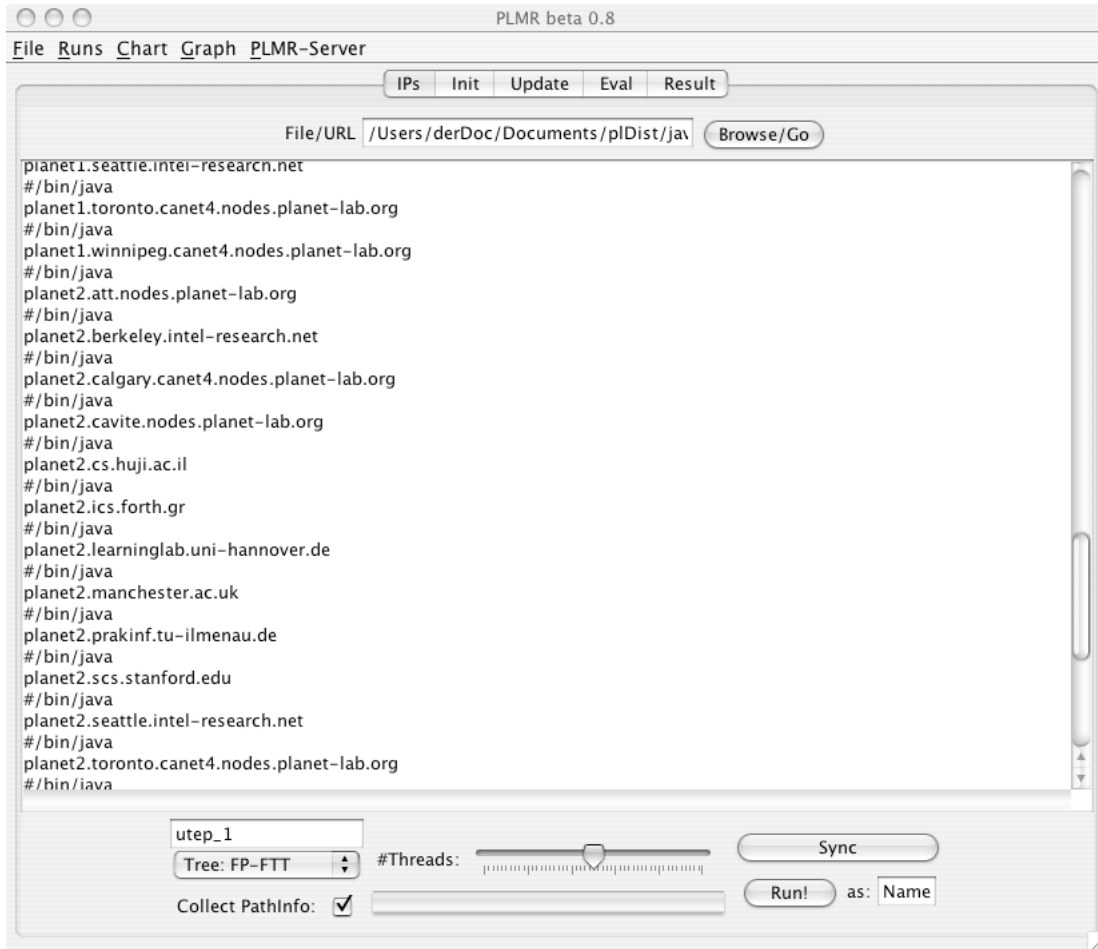 PLMR beta 0.8
File Runs Chart Graph PLMR-Server
IPs Init Update Eval Result
File/URL /Users/derDoc/Documents/plDist/jav Browse/Go
planet1.seattle.intel-research.net
#/bin/java
planet1.toronto.canet4.nodes.planet-lab.org
#/bin/java
planet1.winnipeg.canet4.nodes.planet-lab.org
#/bin/java
planet2.att.nodes.planet-lab.org
#/bin/java
planet2.berkeley.intel-research.net
#/bin/java
planet2.calgary.canet4.nodes.planet-lab.org
#/bin/java
planet2.cavite.nodes.planet-lab.org
#/bin/java
planet2.cs.huji.ac.il
#/bin/java
planet2.ics.forth.gr
#/bin/java
planet2.learninglab.uni-hannover.de
#/bin/java
planet2.manchester.ac.uk
#/bin/java
planet2.prakinf.tu-ilmenau.de
#/bin/java
planet2.scs.stanford.edu
#/bin/java
planet2.seattle.intel-research.net
#/bin/java
planet2.toronto.canet4.nodes.planet-lab.org
#/bin/java
utep_1
Tree: FP-FTT #Threads: Sync
Collect PathInfo: Run! as: Name